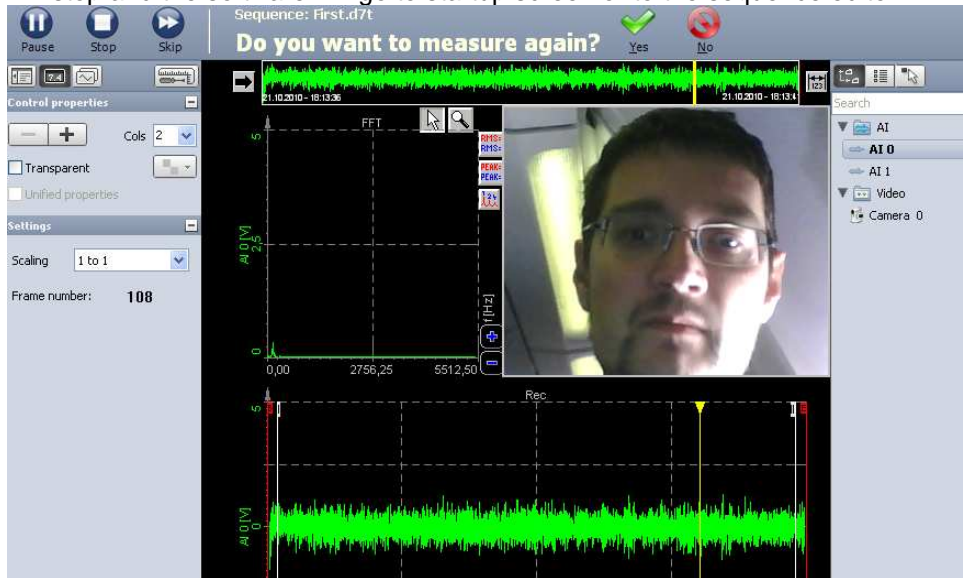 Sequence: First.d7t
Do you want to measure again?
Pause Stop Skip Yes No
Control properties
Cols 2
Transparent
Unified properties
Settings
Scaling 1 to 1
Frame number: 108
21.10.2010 - 18:13:36
FFT
5
AI 0 [V]
2,5
0
0,00 2756,25 5512,50
f [Hz]
RMS=
RMS=
PEAK=
PEAK=
Rec
5
AI 0 [V]
0
Search
AI
AI 0
AI 1
Video
Camera 0